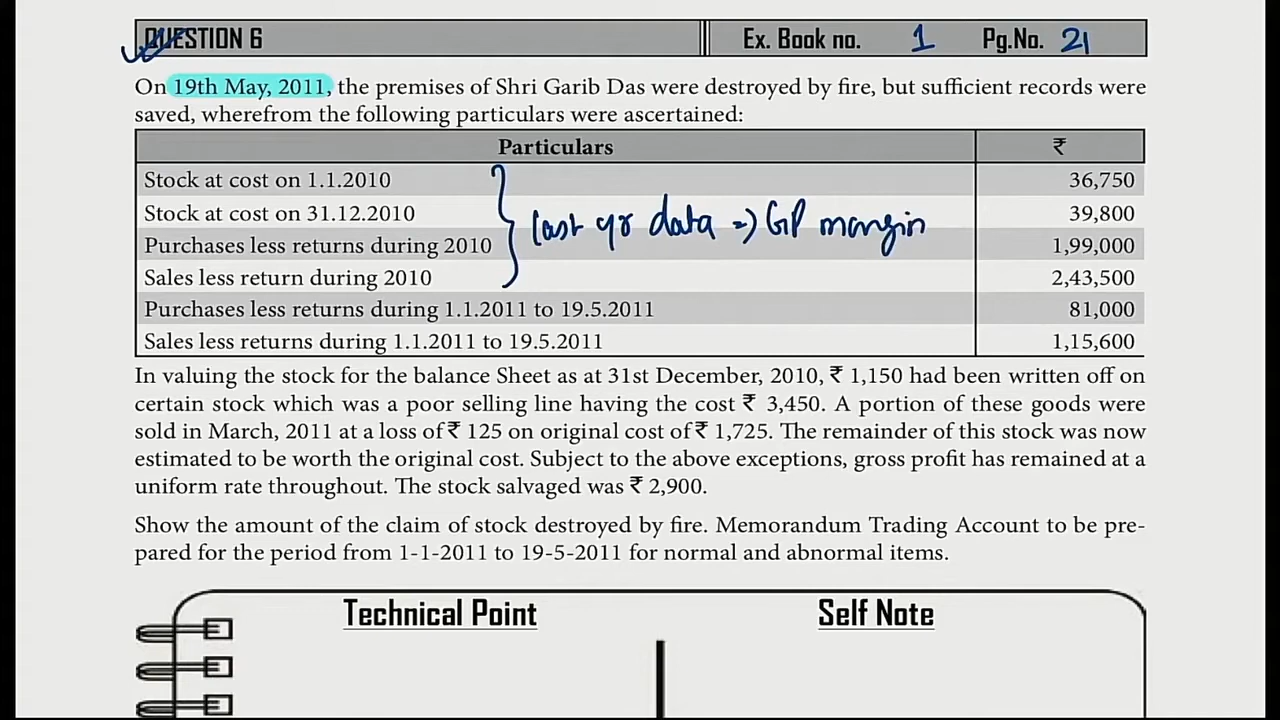 QUESTION 6 Ex. Book no. 1 Pg.No. 21
On 19th May, 2011, the premises of Shri Garib Das were destroyed by fire, but sufficient records were
saved, wherefrom the following particulars were ascertained:
Particulars ₹
Stock at cost on 1.1.2010 36,750
Stock at cost on 31.12.2010 39,800
last yr data => GP margin
Purchases less returns during 2010 1,99,000
Sales less return during 2010 2,43,500
Purchases less returns during 1.1.2011 to 19.5.2011 81,000
Sales less returns during 1.1.2011 to 19.5.2011 1,15,600
In valuing the stock for the balance Sheet as at 31st December, 2010, ₹ 1,150 had been written off on
certain stock which was a poor selling line having the cost ₹ 3,450. A portion of these goods were
sold in March, 2011 at a loss of ₹ 125 on original cost of ₹ 1,725. The remainder of this stock was now
estimated to be worth the original cost. Subject to the above exceptions, gross profit has remained at a
uniform rate throughout. The stock salvaged was ₹ 2,900.
Show the amount of the claim of stock destroyed by fire. Memorandum Trading Account to be pre-
pared for the period from 1-1-2011 to 19-5-2011 for normal and abnormal items.
Technical Point Self Note